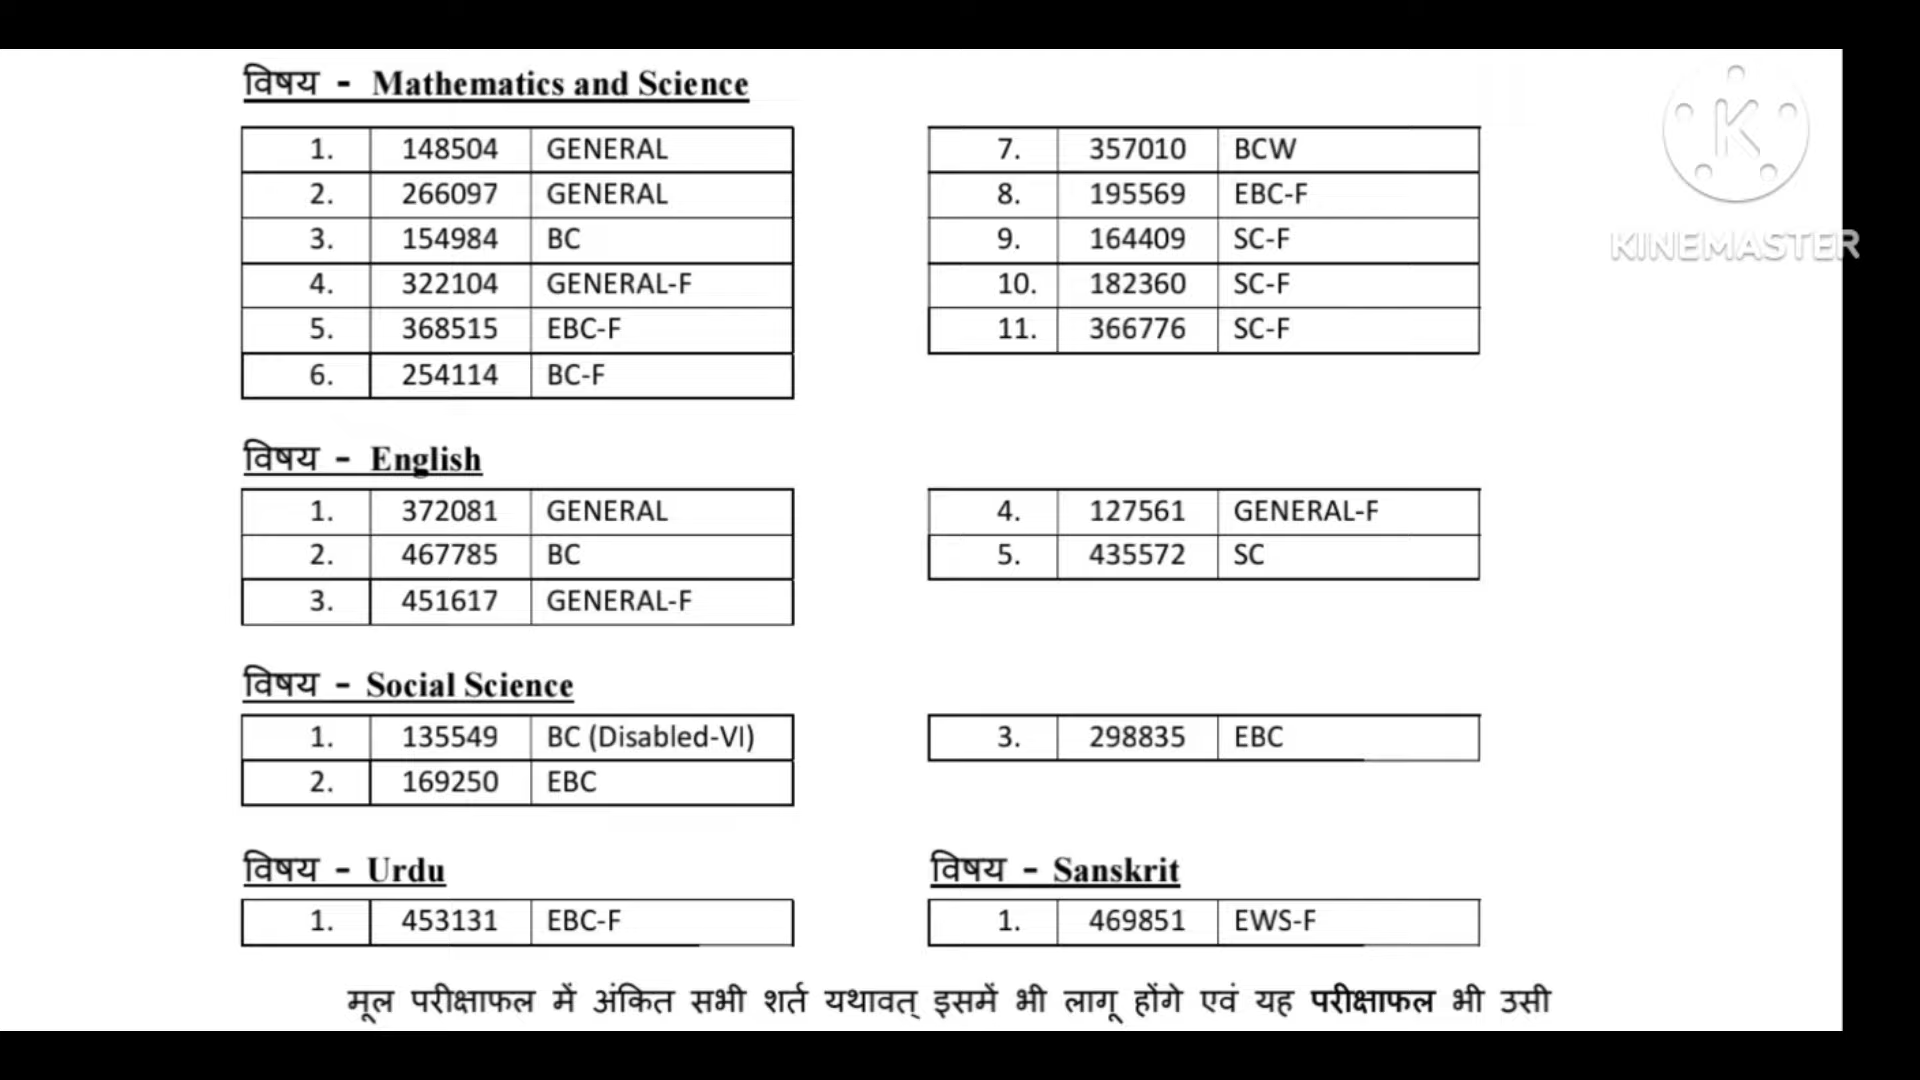 विषय - Mathematics and Science
1. 148504 GENERAL
2. 266097 GENERAL
3. 154984 BC
4. 322104 GENERAL-F
5. 368515 EBC-F
6. 254114 BC-F
7. 357010 BCW
8. 195569 EBC-F
9. 164409 SC-F
10. 182360 SC-F
11. 366776 SC-F
K
KINEMASTER
विषय - English
1. 372081 GENERAL
2. 467785 BC
3. 451617 GENERAL-F
4. 127561 GENERAL-F
5. 435572 SC
विषय - Social Science
1. 135549 BC (Disabled-VI)
2. 169250 EBC
3. 298835 EBC
विषय - Urdu
1. 453131 EBC-F
विषय - Sanskrit
1. 469851 EWS-F
मूल परीक्षाफल में अंकित सभी शर्त यथावत् इसमें भी लागू होंगे एवं यह परीक्षाफल भी उसी